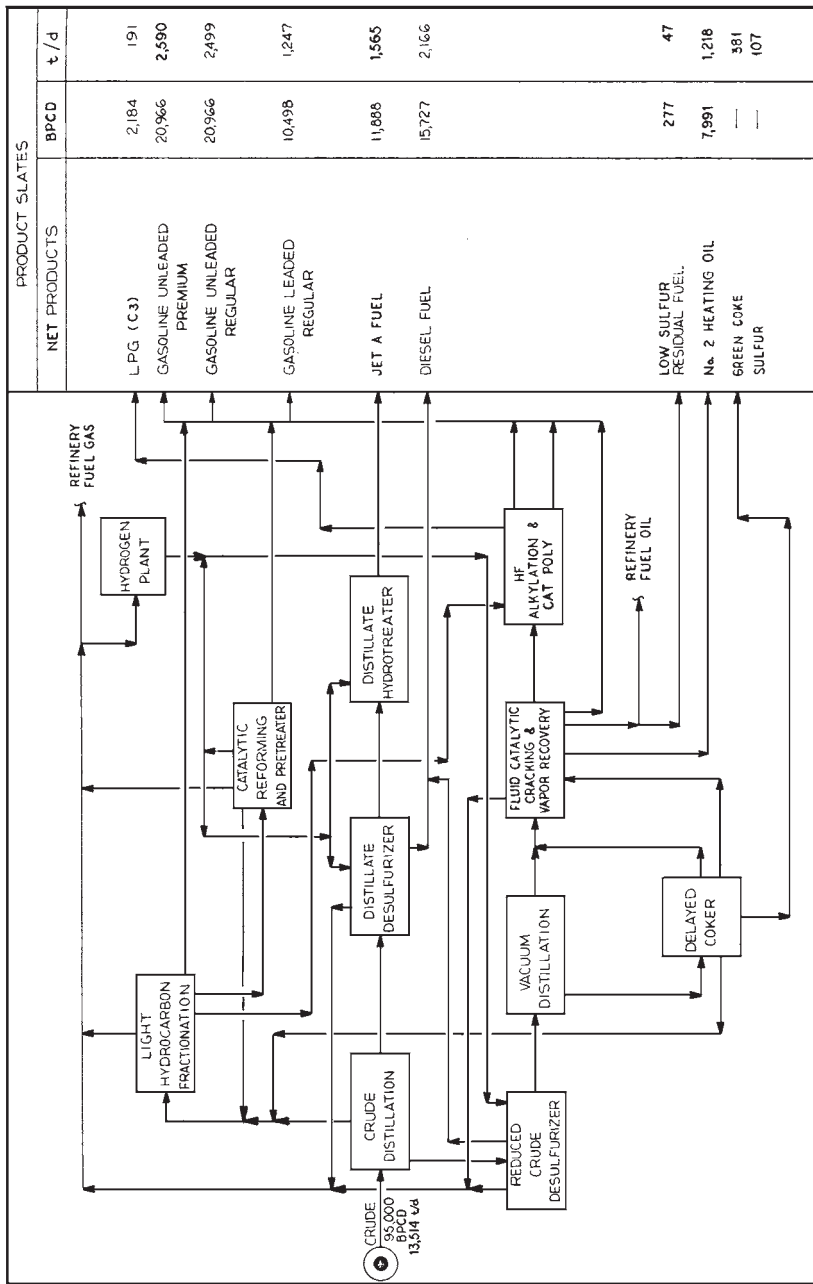 PRODUCT SLATES
NET PRODUCTS BPCD t/d
LPG (C3) 2,184 191
GASOLINE UNLEADED
PREMIUM
20,966 2,590
GASOLINE UNLEADED
REGULAR
20,966 2,499
GASOLINE LEADED
REGULAR
10,498 1,247
JET A FUEL 11,888 1,565
DIESEL FUEL 15,727 2,166
LOW SULFUR
RESIDUAL FUEL
277 47
No. 2 HEATING OIL 7,991 1,218
GREEN COKE — 381
SULFUR — 107
REFINERY
FUEL GAS
HYDROGEN
PLANT
LIGHT
HYDROCARBON
FRACTIONATION
CATALYTIC
REFORMING
AND PRETREATER
CRUDE
95,000
BPCD
13,514 t/d
CRUDE
DISTILLATION
DISTILLATE
DESULFURIZER
DISTILLATE
HYDROTREATER
REDUCED
CRUDE
DESULFURIZER
VACUUM
DISTILLATION
FLUID CATALYTIC
CRACKING &
VAPOR RECOVERY
HF
ALKYLATION &
CAT POLY
REFINERY
FUEL OIL
DELAYED
COKER